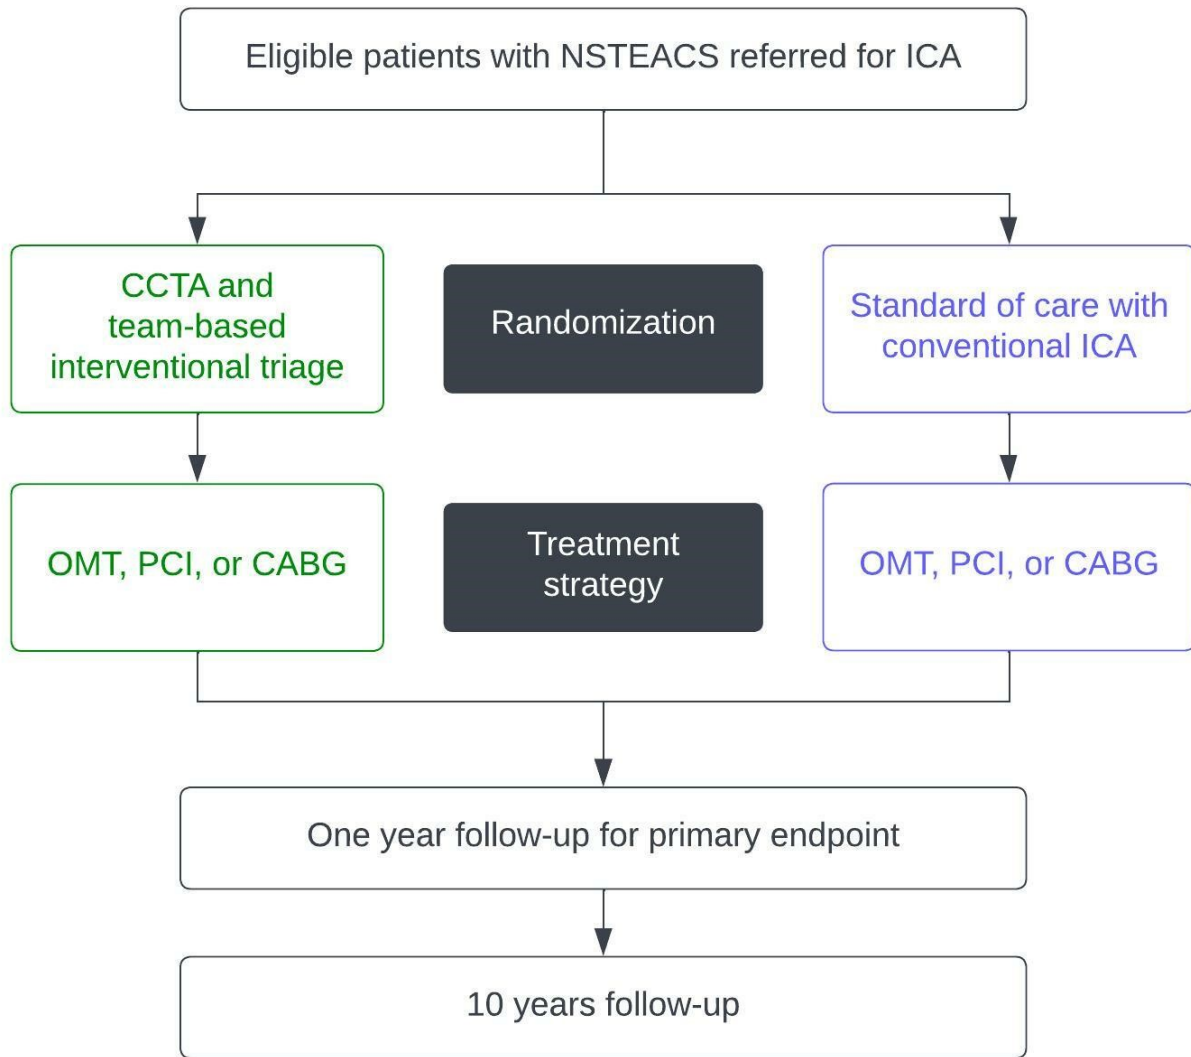 Eligible patients with NSTEACS referred for ICA
CCTA and
team-based
interventional triage
Randomization
Standard of care with
conventional ICA
OMT, PCI, or CABG
Treatment
strategy
OMT, PCI, or CABG
One year follow-up for primary endpoint
10 years follow-up